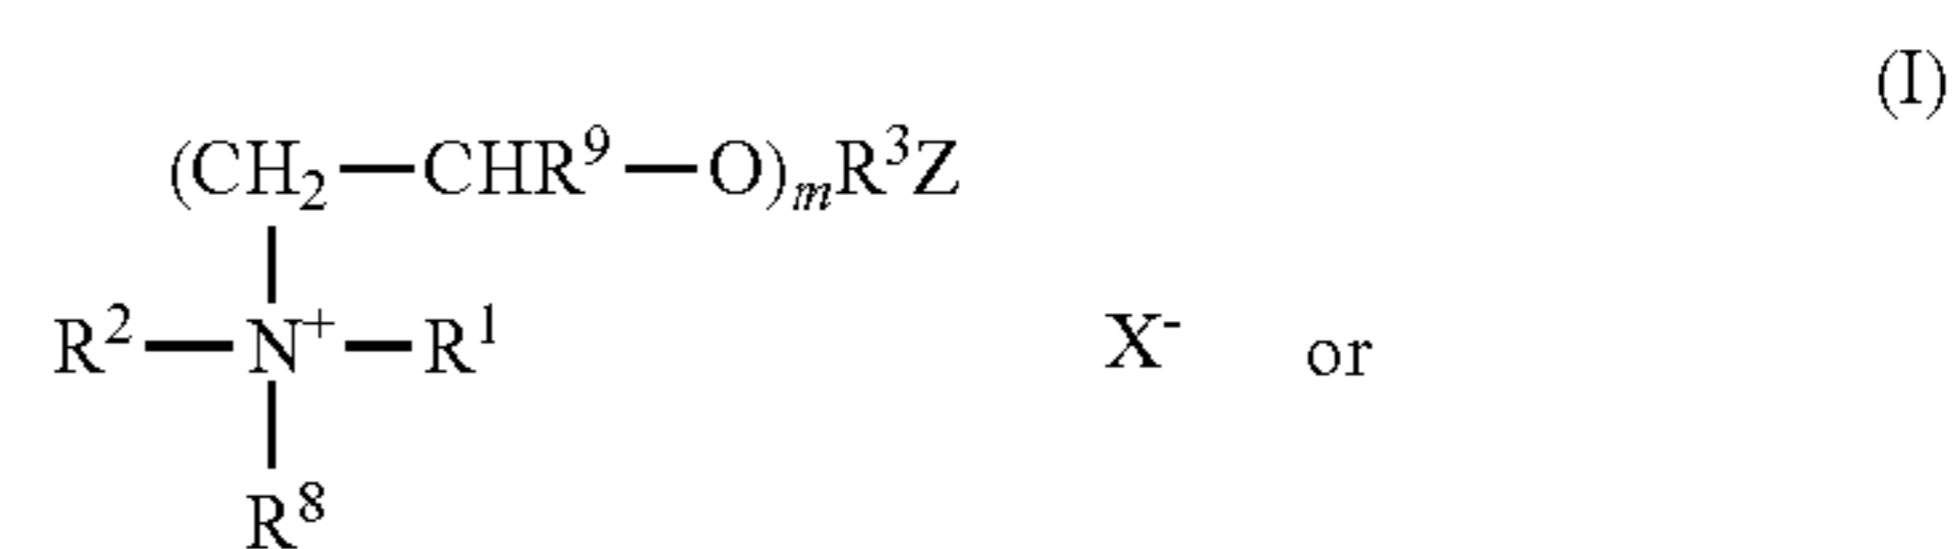 (I)
(CH₂—CHR⁹—O)ₘR³Z
R²—N⁺—R¹ X⁻ or
R⁸